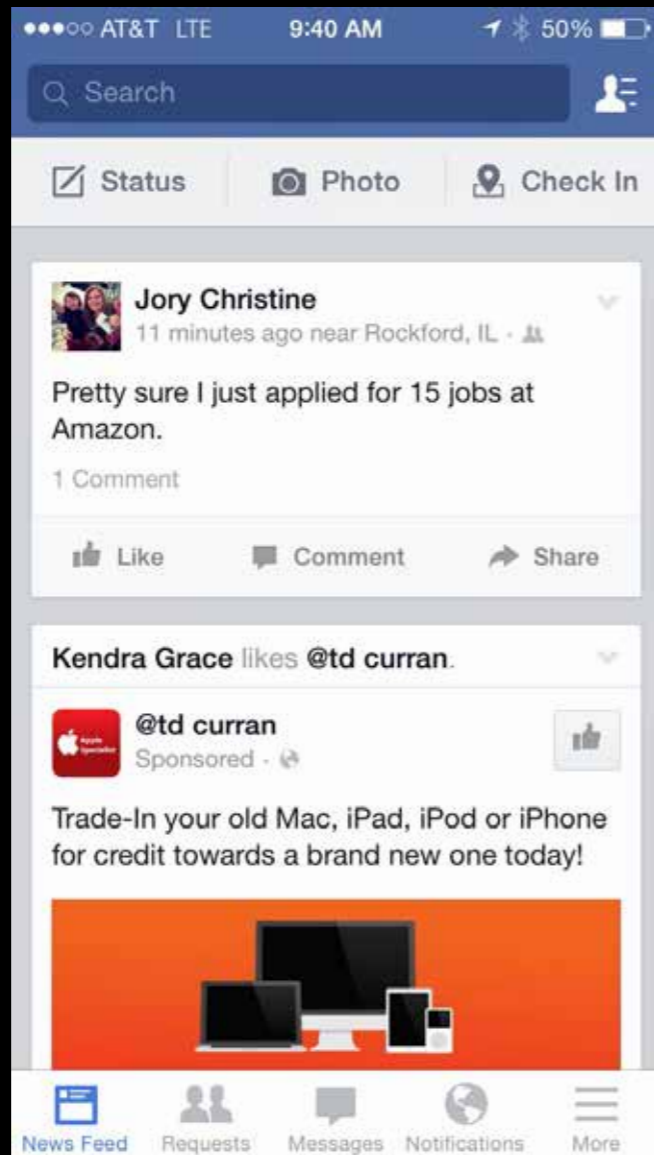 AT&T LTE 9:40 AM 50%
Search
Status Photo Check In
Jory Christine
11 minutes ago near Rockford, IL ·
Pretty sure I just applied for 15 jobs at
Amazon.
1 Comment
Like Comment Share
Kendra Grace likes @td curran.
Apple
Specialist
@td curran
Sponsored ·
Trade-In your old Mac, iPad, iPod or iPhone
for credit towards a brand new one today!
News Feed Requests Messages Notifications More